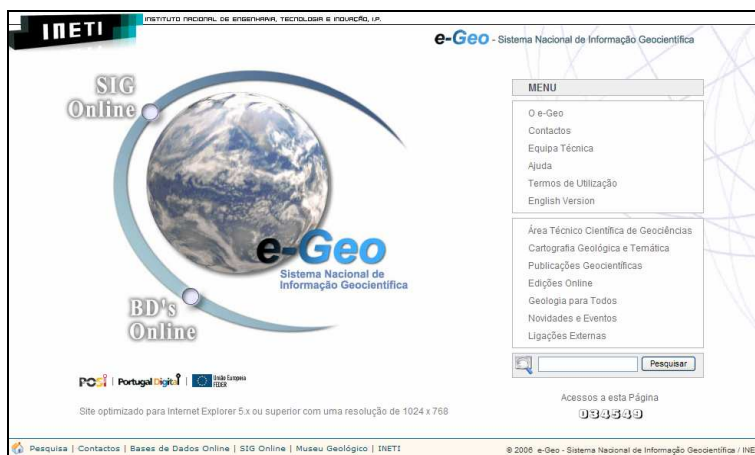 INETI
INSTITUTO NACIONAL DE ENGENHARIA, TECNOLOGIA E INOVAÇÃO, I.P.
e-Geo - Sistema Nacional de Informação Geocientífica
SIG
Online
e-Geo
Sistema Nacional de
Informação Geocientífica
BD's
Online
MENU
O e-Geo
Contactos
Equipa Técnica
Ajuda
Termos de Utilização
English Version
Área Técnico Científica de Geociências
Cartografia Geológica e Temática
Publicações Geocientíficas
Edições Online
Geologia para Todos
Novidades e Eventos
Ligações Externas
Pesquisar
Acessos a esta Página
034549
POSI | Portugal Digital | União Europeia
FEDER
Site optimizado para Internet Explorer 5.x ou superior com uma resolução de 1024 x 768
Pesquisa | Contactos | Bases de Dados Online | SIG Online | Museu Geológico | INETI
© 2006 e-Geo - Sistema Nacional de Informação Geocientífica / INE